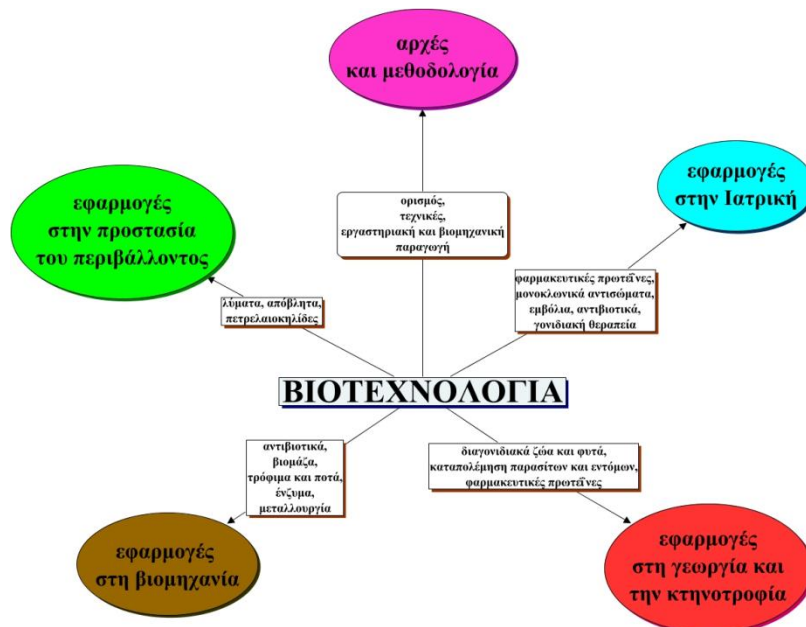 αρχές
και μεθοδολογία
εφαρμογές
στην Ιατρική
εφαρμογές
στην προστασία
του περιβάλλοντος
ορισμός,
τεχνικές,
εργαστηριακή και βιομηχανική
παραγωγή
φαρμακευτικές πρωτεΐνες,
μονοκλωνικά αντισώματα,
εμβόλια, αντιβιοτικά,
γονιδιακή θεραπεία
λύματα, απόβλητα,
πετρελαιοκηλίδες
ΒΙΟΤΕΧΝΟΛΟΓΙΑ
αντιβιοτικά,
βιομάζα,
τρόφιμα και ποτά,
ένζυμα,
μεταλλουργία
διαγονιδιακά ζώα και φυτά,
καταπολέμηση παρασίτων και εντόμων,
φαρμακευτικές πρωτεΐνες
εφαρμογές
στη βιομηχανία
εφαρμογές
στη γεωργία και
την κτηνοτροφία